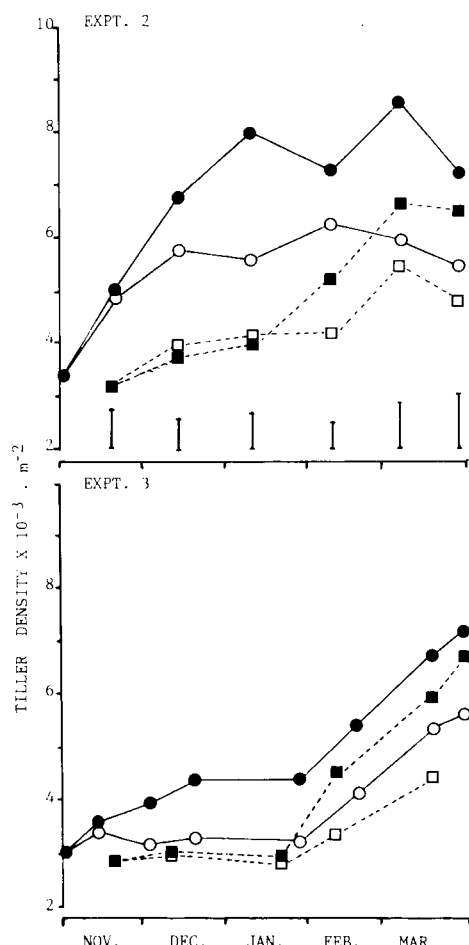 EXPT. 2
10
8
6
4
2
EXPT. 3
8
6
4
2
TILLER DENSITY X 10⁻³ . m⁻²
NOV. DEC. JAN. FEB. MAR